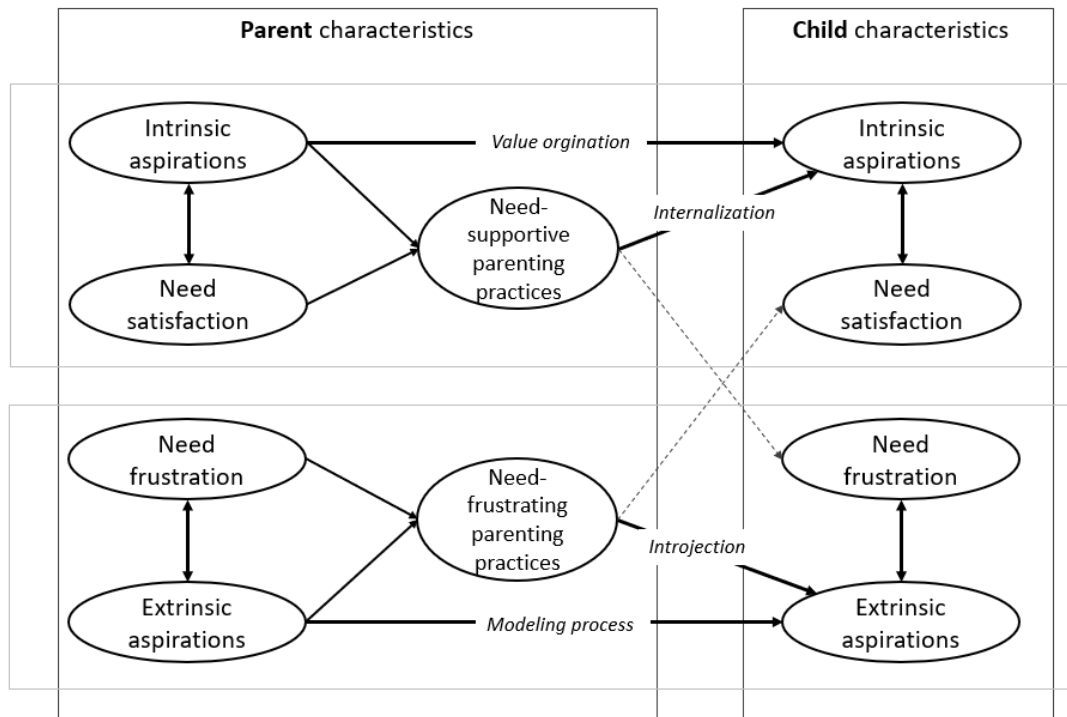 Parent characteristics
Child characteristics
Intrinsic
aspirations
Value orgination
Intrinsic
aspirations
Need-
supportive
parenting
practices
Internalization
Need
satisfaction
Need
satisfaction
Need
frustration
Need-
frustrating
parenting
practices
Need
frustration
Introjection
Extrinsic
aspirations
Modeling process
Extrinsic
aspirations